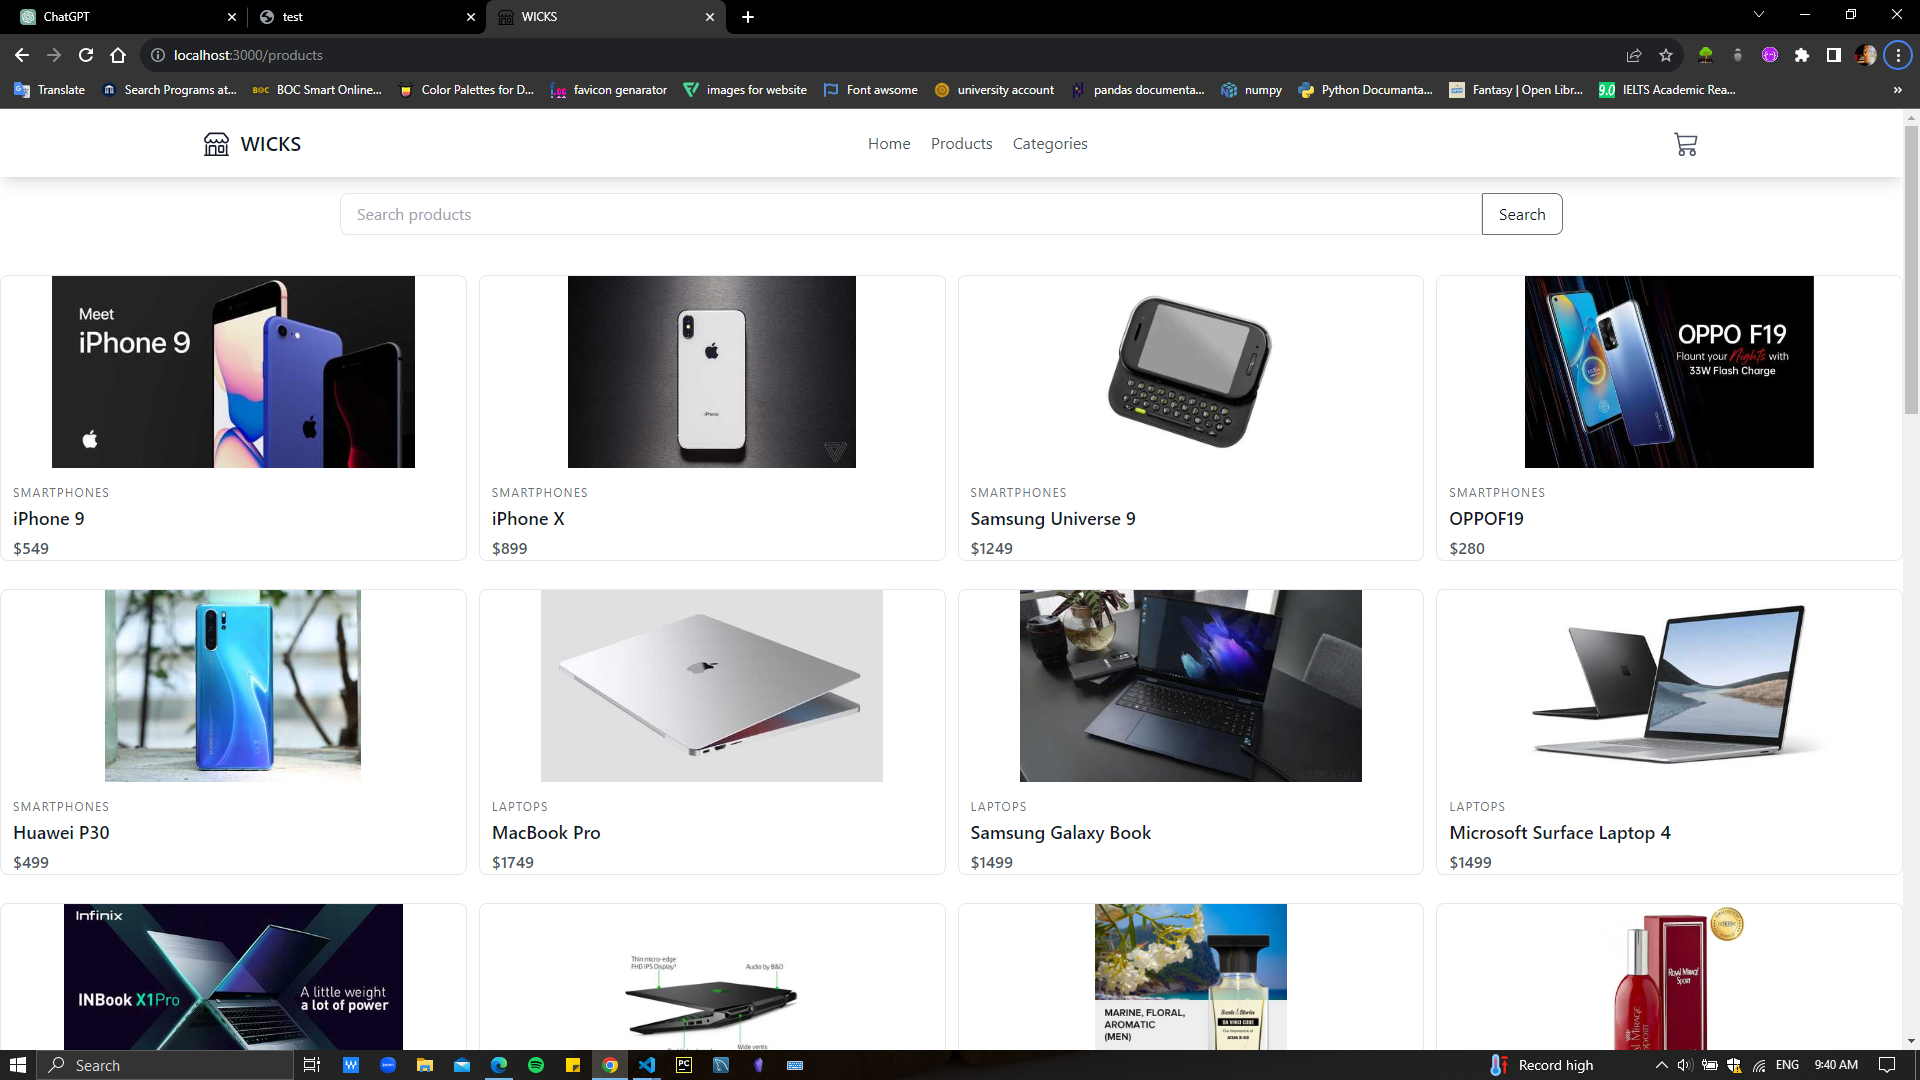 ChatGPT
test
WICKS
localhost:3000/products
Translate
Search Programs at...
BOC Smart Online...
Color Palettes for D...
favicon genarator
images for website
Font awsome
university account
pandas documenta...
numpy
Python Documanta...
Fantasy | Open Libr...
9.0
IELTS Academic Rea...
WICKS
Home
Products
Categories
Search products
Search
Meet
iPhone 9
iPhone
OPPO F19
Flaunt your Nights with
33W Flash Charge
SMARTPHONES
iPhone 9
$549
SMARTPHONES
iPhone X
$899
SMARTPHONES
Samsung Universe 9
$1249
SMARTPHONES
OPPOF19
$280
SMARTPHONES
Huawei P30
$499
LAPTOPS
MacBook Pro
$1749
LAPTOPS
Samsung Galaxy Book
$1499
LAPTOPS
Microsoft Surface Laptop 4
$1499
Infinix
INBook X1Pro
A little weight
a lot of power
Thin micro-edge
FHD IPS Display
Audio by B&O
Wide vents
MARINE, FLORAL,
AROMATIC
(MEN)
Royal Mirage
Sport
Search
Record high
ENG
9:40 AM